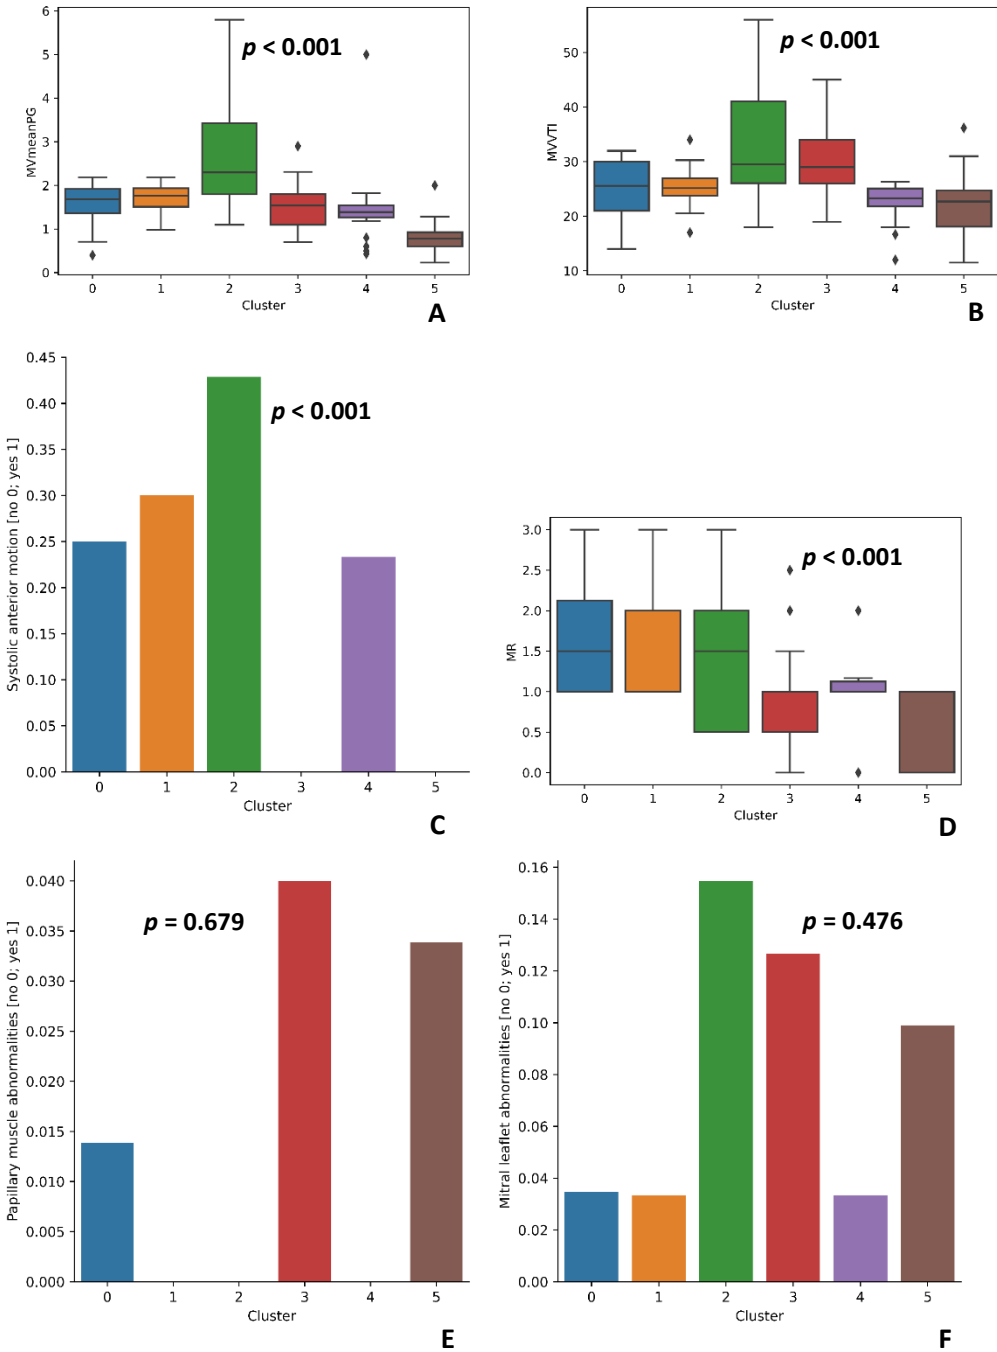 6
5
4
3
2
1
0
MVmeanPG
p < 0.001
0 1 2 3 4 5
Cluster
A
50
40
30
20
10
MVVTI
p < 0.001
0 1 2 3 4 5
Cluster
B
0.45
0.40
0.35
0.30
0.25
0.20
0.15
0.10
0.05
0.00
Systolic anterior motion [no 0; yes 1]
p < 0.001
0 1 2 3 4 5
Cluster
C
3.0
2.5
2.0
1.5
1.0
0.5
0.0
MR
p < 0.001
0 1 2 3 4 5
Cluster
D
0.040
0.035
0.030
0.025
0.020
0.015
0.010
0.005
0.000
Papillary muscle abnormalities [no 0; yes 1]
p = 0.679
0 1 2 3 4 5
Cluster
E
0.16
0.14
0.12
0.10
0.08
0.06
0.04
0.02
0.00
Mitral leaflet abnormalities [no 0; yes 1]
p = 0.476
0 1 2 3 4 5
Cluster
F